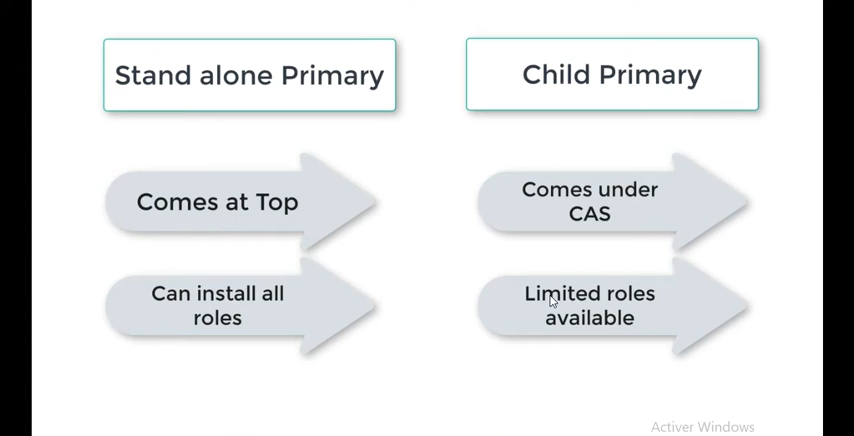 Stand alone Primary
Child Primary
Comes at Top
Comes under
CAS
Can install all
roles
Limited roles
available
Activer Windows